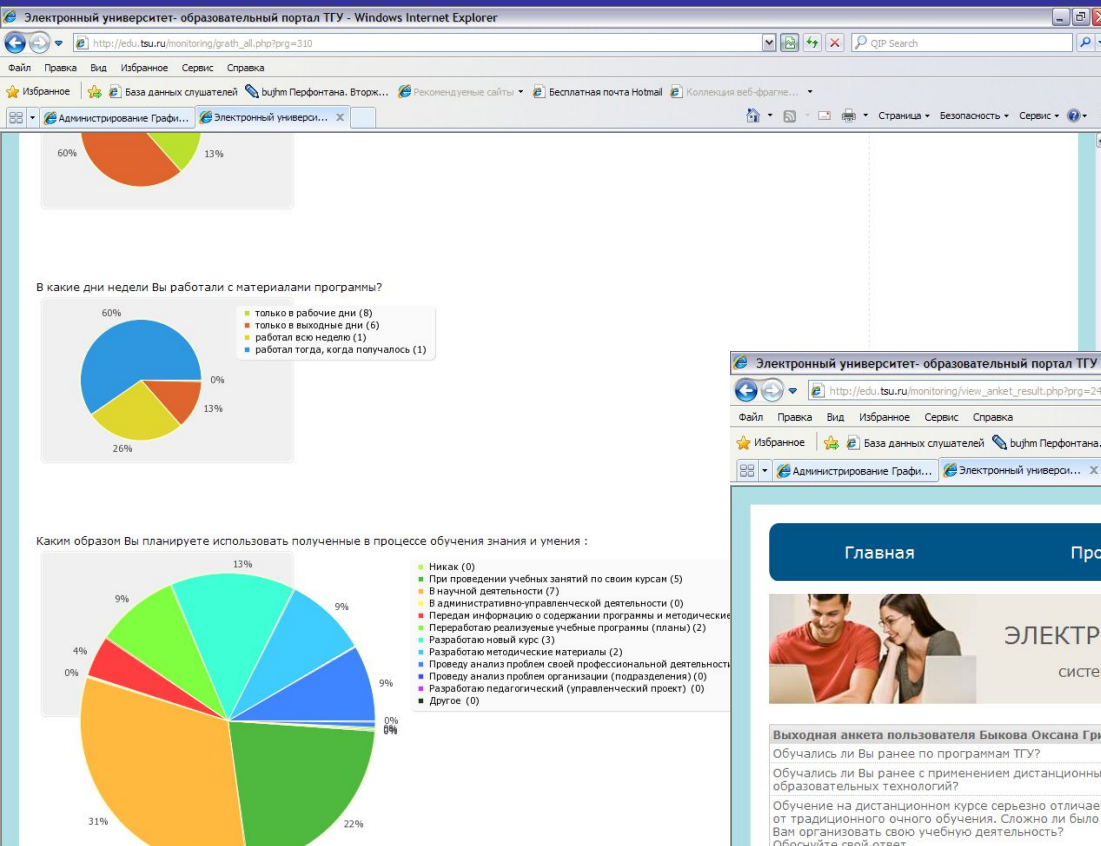 Электронный университет- образовательный портал ТГУ - Windows Internet Explorer
http://edu.tsu.ru/monitoring/grath_all.php?prg=310
QIP Search
Файл Правка Вид Избранное Сервис Справка
Избранное База данных слушателей bujhm Перфонтана. Вторж... Рекомендуемые сайты Бесплатная почта Hotmail Коллекция веб-фрагме...
Администрирование Графи... Электронный универси... X Страница Безопасность Сервис
60%
13%
В какие дни недели Вы работали с материалами программы?
60%
0%
13%
26%
только в рабочие дни (8)
только в выходные дни (6)
работал всю неделю (1)
работал тогда, когда получалось (1)
Каким образом Вы планируете использовать полученные в процессе обучения знания и умения :
13%
9%
9%
4%
0%
9%
0%
0%
31%
22%
Никак (0)
При проведении учебных занятий по своим курсам (5)
В научной деятельности (7)
В административно-управленческой деятельности (0)
Передам информацию о содержании программы и методические
Переработаю реализуемые учебные программы (планы) (2)
Разработаю новый курс (3)
Разработаю методические материалы (2)
Проведу анализ проблем своей профессиональной деятельност
Проведу анализ проблем организации (подразделения) (0)
Разработаю педагогический (управленческий проект) (0)
Другое (0)
Электронный университет- образовательный портал ТГУ
http://edu.tsu.ru/monitoring/view_anket_result.php?prg=24
Файл Правка Вид Избранное Сервис Справка
Избранное База данных слушателей bujhm Перфонтана.
Администрирование Графи... Электронный универси... X
Главная Про
ЭЛЕКТР
систе
Выходная анкета пользователя Быкова Оксана Гри
Обучались ли Вы ранее по программам ТГУ?
Обучались ли Вы ранее с применением дистанционны
образовательных технологий?
Обучение на дистанционном курсе серьезно отличае
от традиционного очного обучения. Сложно ли было
Вам организовать свою учебную деятельность?
Обоснуйте свой ответ